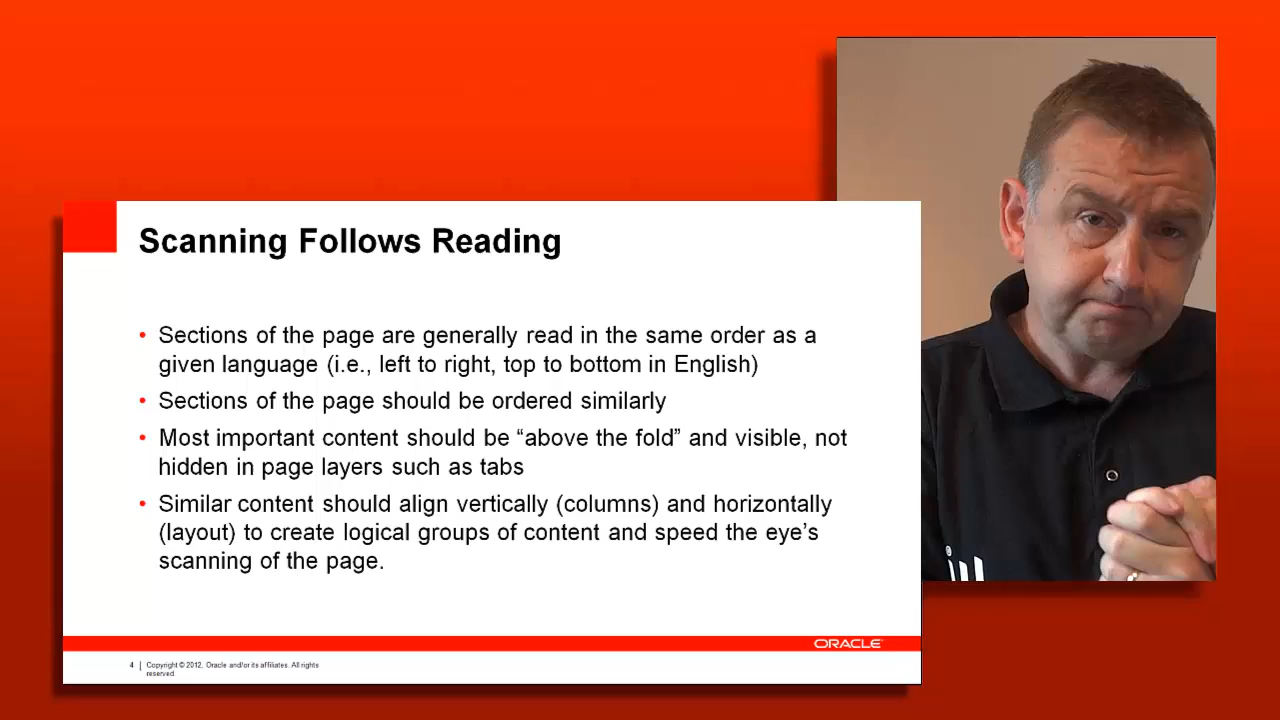 Scanning Follows Reading
• Sections of the page are generally read in the same order as a
given language (i.e., left to right, top to bottom in English)
• Sections of the page should be ordered similarly
• Most important content should be “above the fold” and visible, not
hidden in page layers such as tabs
• Similar content should align vertically (columns) and horizontally
(layout) to create logical groups of content and speed the eye’s
scanning of the page.
ORACLE
4 | Copyright © 2012, Oracle and/or its affiliates. All rights
reserved